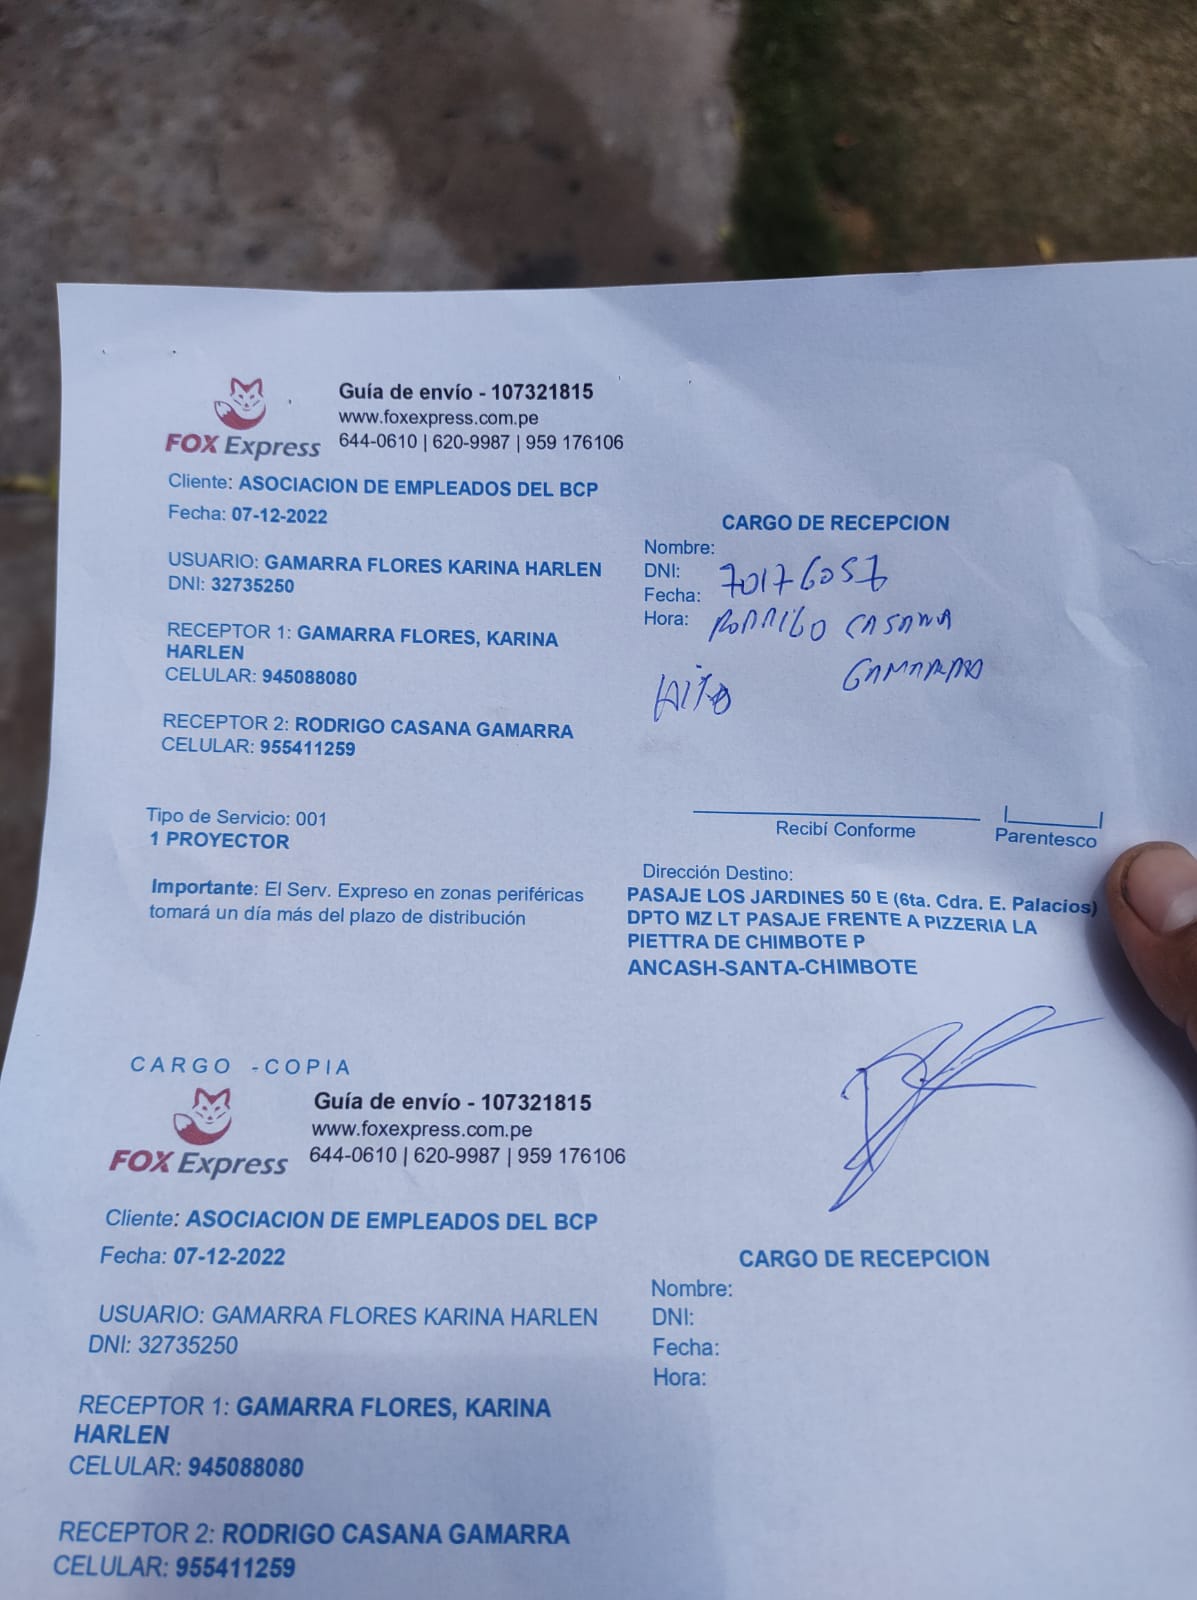 Guía de envío - 107321815
www.foxexpress.com.pe
FOX Express
644-0610 | 620-9987 | 959 176106
Cliente: ASOCIACION DE EMPLEADOS DEL BCP
Fecha: 07-12-2022
USUARIO: GAMARRA FLORES KARINA HARLEN
DNI: 32735250
RECEPTOR 1: GAMARRA FLORES, KARINA
HARLEN
CELULAR: 945088080
RECEPTOR 2: RODRIGO CASANA GAMARRA
CELULAR: 955411259
CARGO DE RECEPCION
Nombre:
DNI: 70176057
Fecha:
Hora: RODRIGO CASANA
GAMARRA
HIJO
Tipo de Servicio: 001
1 PROYECTOR
Importante: El Serv. Expreso en zonas periféricas
tomará un día más del plazo de distribución
Recibí Conforme
Parentesco
Dirección Destino:
PASAJE LOS JARDINES 50 E (6ta. Cdra. E. Palacios)
DPTO MZ LT PASAJE FRENTE A PIZZERIA LA
PIETTRA DE CHIMBOTE P
ANCASH-SANTA-CHIMBOTE
CARGO -COPIA
Guía de envío - 107321815
www.foxexpress.com.pe
FOX Express
644-0610 | 620-9987 | 959 176106
Cliente: ASOCIACION DE EMPLEADOS DEL BCP
Fecha: 07-12-2022
USUARIO: GAMARRA FLORES KARINA HARLEN
DNI: 32735250
RECEPTOR 1: GAMARRA FLORES, KARINA
HARLEN
CELULAR: 945088080
RECEPTOR 2: RODRIGO CASANA GAMARRA
CELULAR: 955411259
CARGO DE RECEPCION
Nombre:
DNI:
Fecha:
Hora: